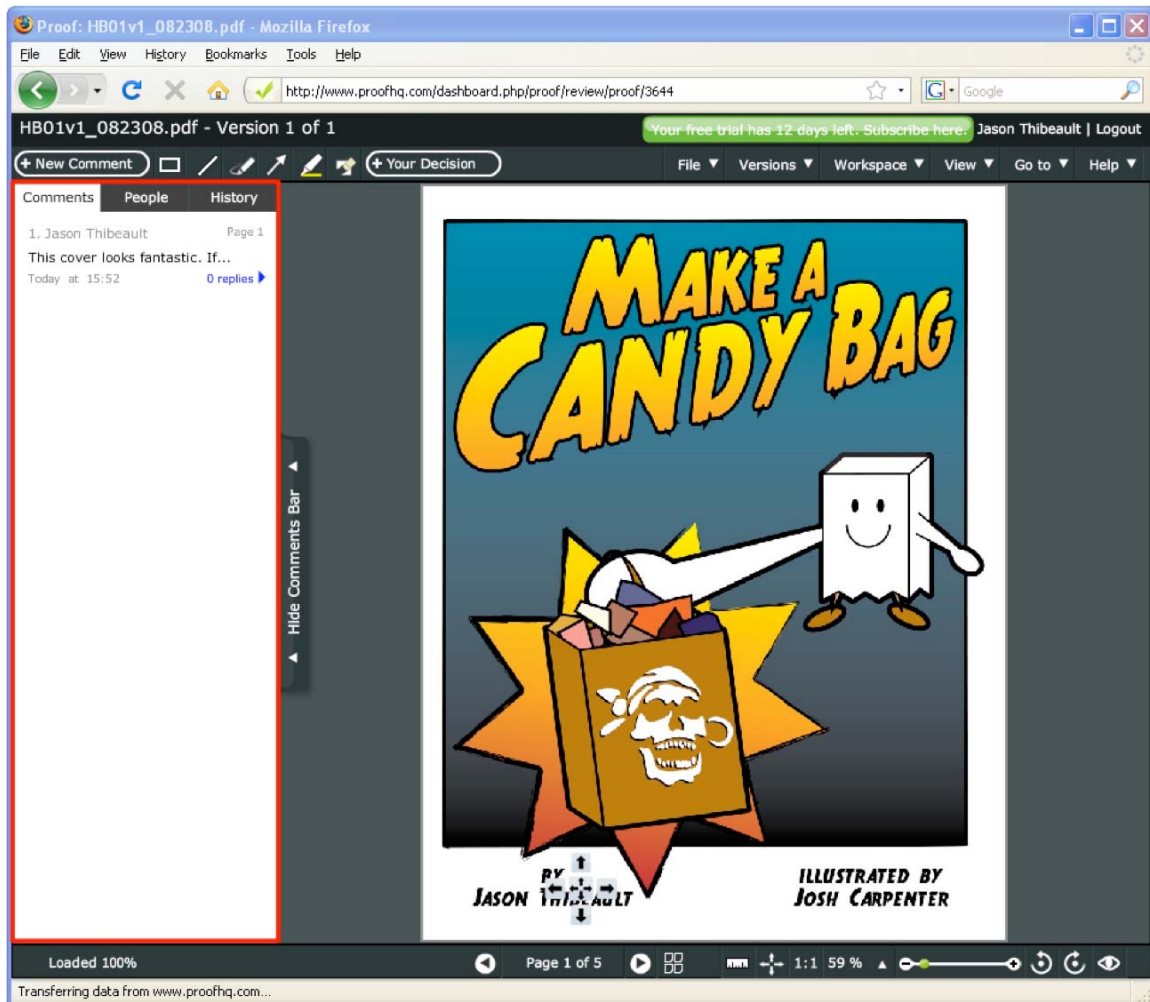 Proof: HB01v1_082308.pdf - Mozilla Firefox
File Edit View History Bookmarks Tools Help
http://www.proofhq.com/dashboard.php/proof/review/proof/3644
G Google
HB01v1_082308.pdf - Version 1 of 1
Your free trial has 12 days left. Subscribe here. Jason Thibeault | Logout
+ New Comment + Your Decision File Versions Workspace View Go to Help
Comments People History
1. Jason Thibeault Page 1
This cover looks fantastic. If...
Today at 15:52 0 replies
Hide Comments Bar
MAKE A
CANDY BAG
BY
JASON THIBEAULT
ILLUSTRATED BY
JOSH CARPENTER
Loaded 100% Page 1 of 5 1:1 59 %
Transferring data from www.proofhq.com...